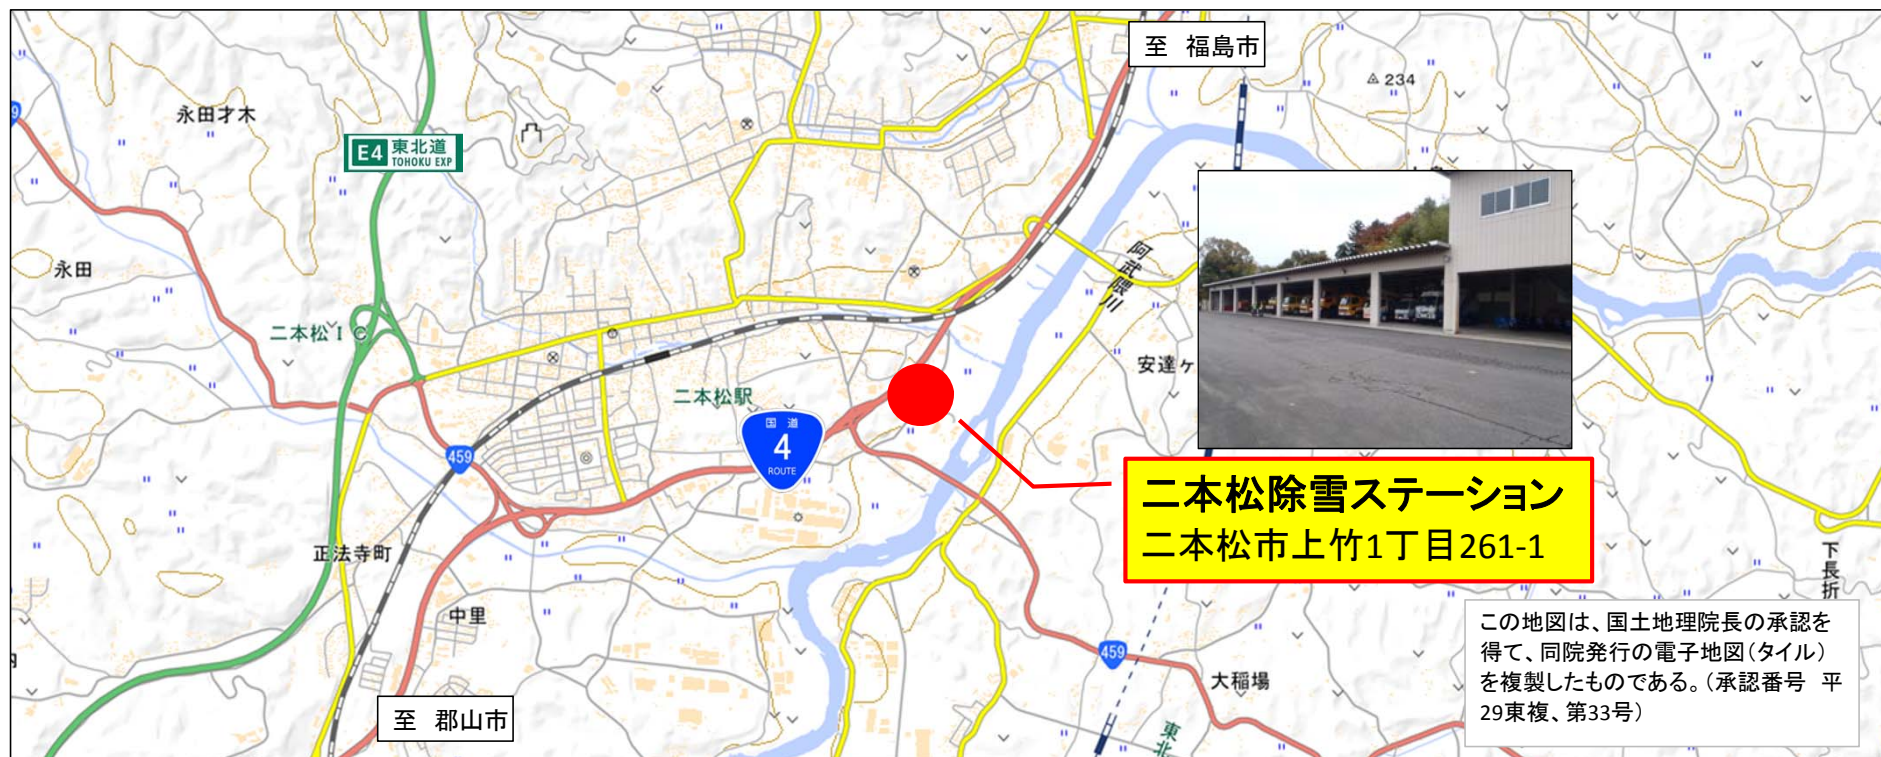 至 福島市
234
永田才木
E4 東北道
TOHOKU EXP
永田
阿武隈川
二本松IC
安達ヶ
二本松駅
国道
4
ROUTE
459
二本松除雪ステーション
二本松市上竹1丁目261-1
正法寺町
下長折
中里
この地図は、国土地理院長の承認を
得て、同院発行の電子地図(タイル)
を複製したものである。(承認番号 平
29東複、第33号)
459
大稲場
至 郡山市
東北